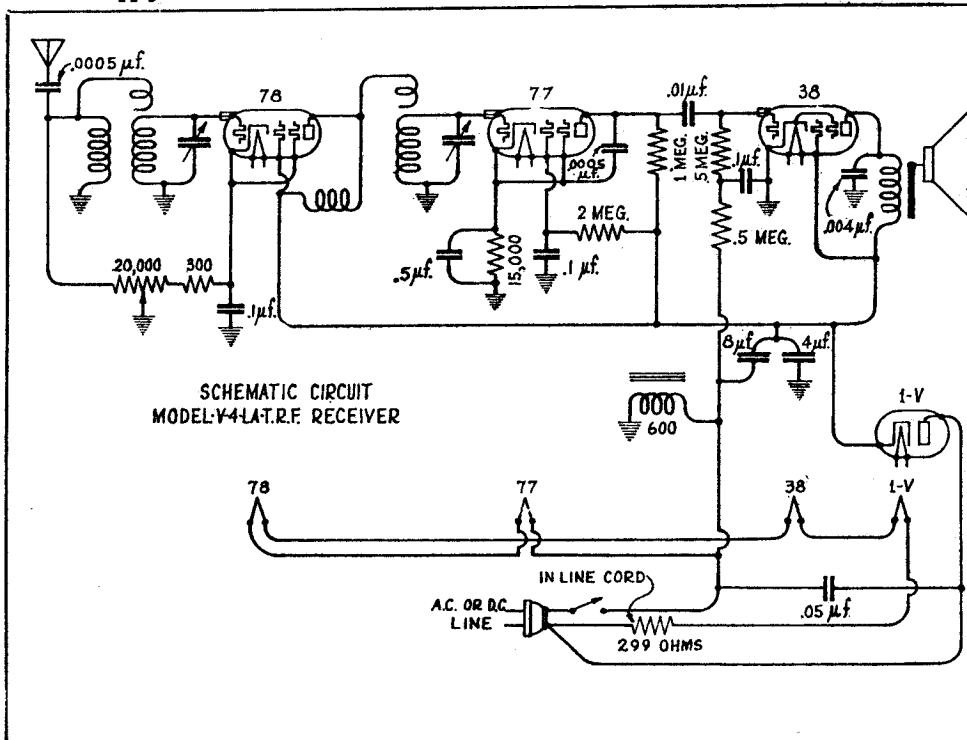 .0005 µf.
78
77
.01µf.
38
.0005 µf.
.1 MEG.
.5 MEG.
.1µf.
.004µf.
2 MEG.
.5 MEG.
20,000
300
.1µf.
.5µf.
15,000
.1 µf.
8µf.
4µf.
SCHEMATIC CIRCUIT
MODEL·V-4-LA-T.R.F. RECEIVER
600
1-V
78
77
38
1-V
IN LINE CORD
A.C. OR D.C.
LINE
299 OHMS
.05 µf.